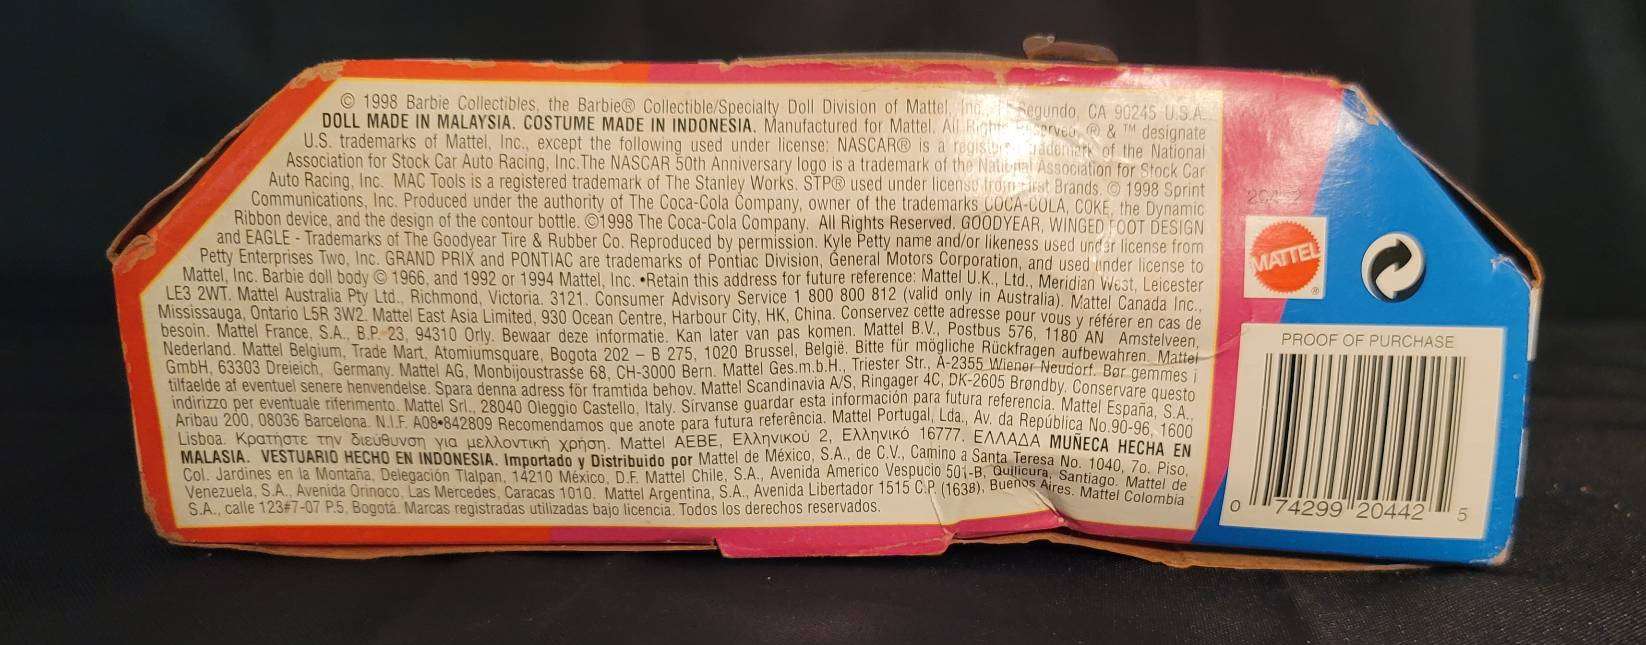 © 1998 Barbie Collectibles, the Barbie® Collectible/Specialty Doll Division of Mattel, Segundo, CA 90245 U.S.A.
DOLL MADE IN MALAYSIA. COSTUME MADE IN INDONESIA. Manufactured for Mattel. All ® & ™ designate
U.S. trademarks of Mattel, Inc., except the following used under license: NASCAR® is a trademark of the National
Association for Stock Car Auto Racing, Inc.The NASCAR 50th Anniversary logo is a trademark of the National Association for Stock Car
Auto Racing, Inc. MAC Tools is a registered trademark of The Stanley Works. STP® used under license from First Brands. © 1998 Sprint
Communications, Inc. Produced under the authority of The Coca-Cola Company, owner of the trademarks COCA-COLA, COKE, the Dynamic
Ribbon device, and the design of the contour bottle. ©1998 The Coca-Cola Company. All Rights Reserved. GOODYEAR, WINGED FOOT DESIGN
and EAGLE - Trademarks of The Goodyear Tire & Rubber Co. Reproduced by permission. Kyle Petty name and/or likeness used under license from
Petty Enterprises Two, Inc. GRAND PRIX and PONTIAC are trademarks of Pontiac Division, General Motors Corporation, and used under license to
Mattel, Inc. Barbie doll body © 1966, and 1992 or 1994 Mattel, Inc. •Retain this address for future reference: Mattel U.K., Ltd., Meridian West, Leicester
LE3 2WT. Mattel Australia Pty Ltd., Richmond, Victoria. 3121. Consumer Advisory Service 1 800 800 812 (valid only in Australia). Mattel Canada Inc.,
Mississauga, Ontario L5R 3W2. Mattel East Asia Limited, 930 Ocean Centre, Harbour City, HK, China. Conservez cette adresse pour vous y référer en cas de
besoin. Mattel France, S.A., B.P. 23, 94310 Orly. Bewaar deze informatie. Kan later van pas komen. Mattel B.V., Postbus 576, 1180 AN Amstelveen,
Nederland. Mattel Belgium, Trade Mart, Atomiumsquare, Bogota 202 – B 275, 1020 Brussel, België. Bitte für mögliche Rückfragen aufbewahren. Mattel
GmbH, 63303 Dreieich, Germany. Mattel AG, Monbijoustrasse 68, CH-3000 Bern. Mattel Ges.m.b.H., Triester Str., A-2355 Wiener Neudorf. Bør gemmes i
tilfaelde af eventuel senere henvendelse. Spara denna adress för framtida behov. Mattel Scandinavia A/S, Ringager 4C, DK-2605 Brøndby. Conservare questo
indirizzo per eventuale riferimento. Mattel Srl., 28040 Oleggio Castello, Italy. Sírvanse guardar esta información para futura referencia. Mattel España, S.A.,
Aribau 200, 08036 Barcelona. N.I.F. A08•842809 Recomendamos que anote para futura referência. Mattel Portugal, Lda., Av. da República No.90-96, 1600
Lisboa. Κρατήστε την διεύθυνση για μελλοντική χρήση. Mattel AEBE, Ελληνικού 2, Ελληνικό 16777. ΕΛΛΑΔΑ MUÑECA HECHA EN
MALASIA. VESTUARIO HECHO EN INDONESIA. Importado y Distribuido por Mattel de México, S.A., de C.V., Camino a Santa Teresa No. 1040, 7o. Piso,
Col. Jardines en la Montaña, Delegación Tlalpan, 14210 México, D.F. Mattel Chile, S.A., Avenida Americo Vespucio 501-B, Quilicura, Santiago. Mattel de
Venezuela, S.A., Avenida Orinoco, Las Mercedes, Caracas 1010. Mattel Argentina, S.A., Avenida Libertador 1515 C.P. (1638), Buenos Aires. Mattel Colombia
S.A., calle 123#7-07 P.5, Bogotá. Marcas registradas utilizadas bajo licencia. Todos los derechos reservados.
MATTEL
®
PROOF OF PURCHASE
0 74299 20442 5